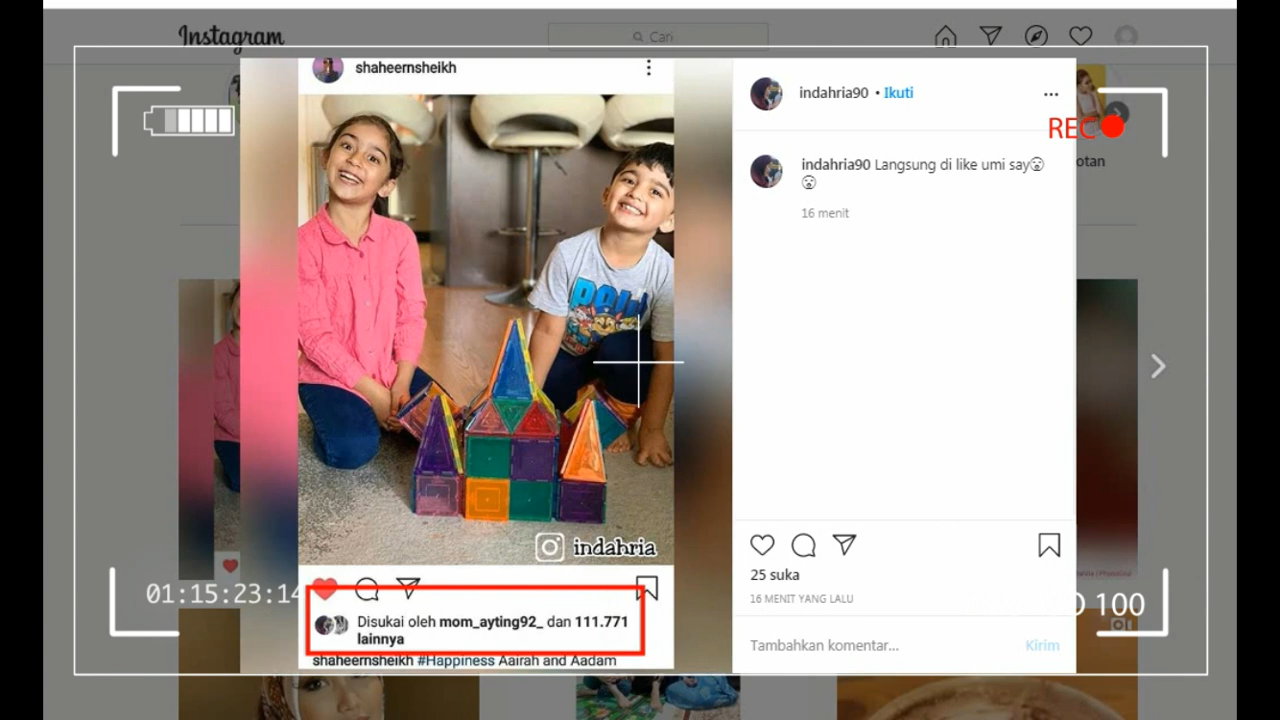 Instagram
Cari
shaheernsheikh
indahria90 • Ikuti
REC
otan
indahria90 Langsung di like umi say😮
😮
16 menit
indahria
25 suka
16 MENIT YANG LALU
01:15:23:14
100
Disukai oleh mom_ayting92_ dan 111.771
lainnya
shaheernsheikh #Happiness Aairah and Aadam
Tambahkan komentar...
Kirim